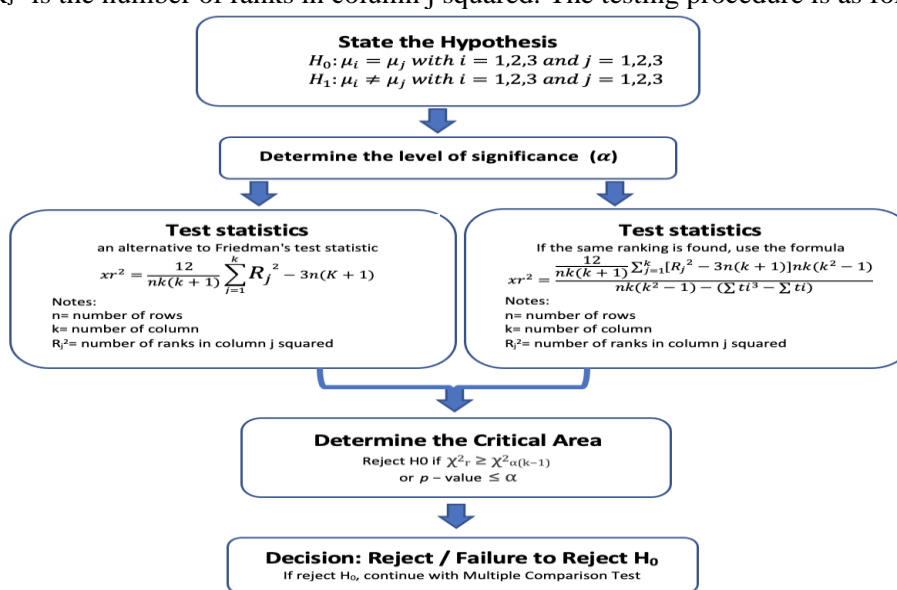 R_j² is the number of ranks in column j squared. The testing procedure is as fo
State the Hypothesis
H₀: μᵢ = μⱼ with i = 1,2,3 and j = 1,2,3
H₁: μᵢ ≠ μⱼ with i = 1,2,3 and j = 1,2,3
Determine the level of significance (α)
Test statistics
an alternative to Friedman's test statistic
xr² = 12/nk(k + 1) ∑_{j=1}^{k} Rⱼ² − 3n(K + 1)
Notes:
n= number of rows
k= number of column
Rⱼ²= number of ranks in column j squared
Test statistics
If the same ranking is found, use the formula
xr² = 12/nk(k + 1) Σ_{j=1}^{k}[Rⱼ² − 3n(k + 1)]nk(k² − 1) / nk(k² − 1) − (∑ ti³ − ∑ ti)
Notes:
n= number of rows
k= number of column
Rⱼ²= number of ranks in column j squared
Determine the Critical Area
Reject H0 if χ²r ≥ χ²α(k−1)
or p − value ≤ α
Decision: Reject / Failure to Reject H₀
If reject H₀, continue with Multiple Comparison Test